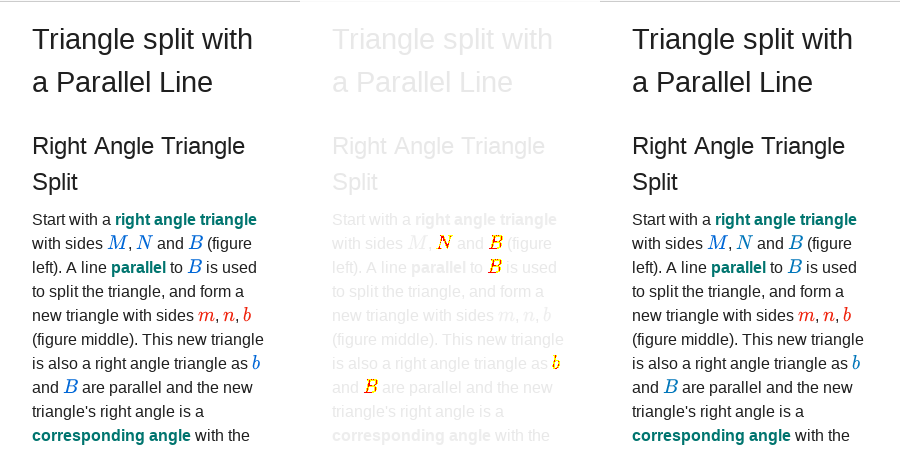 Triangle split with
a Parallel Line
Right Angle Triangle
Split
Start with a right angle triangle
with sides M, N and B (figure
left). A line parallel to B is used
to split the triangle, and form a
new triangle with sides m, n, b
(figure middle). This new triangle
is also a right angle triangle as b
and B are parallel and the new
triangle's right angle is a
corresponding angle with the
Triangle split with
a Parallel Line
Right Angle Triangle
Split
Start with a right angle triangle
with sides M, N and B (figure
left). A line parallel to B is used
to split the triangle, and form a
new triangle with sides m, n, b
(figure middle). This new triangle
is also a right angle triangle as b
and B are parallel and the new
triangle's right angle is a
corresponding angle with the
Triangle split with
a Parallel Line
Right Angle Triangle
Split
Start with a right angle triangle
with sides M, N and B (figure
left). A line parallel to B is used
to split the triangle, and form a
new triangle with sides m, n, b
(figure middle). This new triangle
is also a right angle triangle as b
and B are parallel and the new
triangle's right angle is a
corresponding angle with the